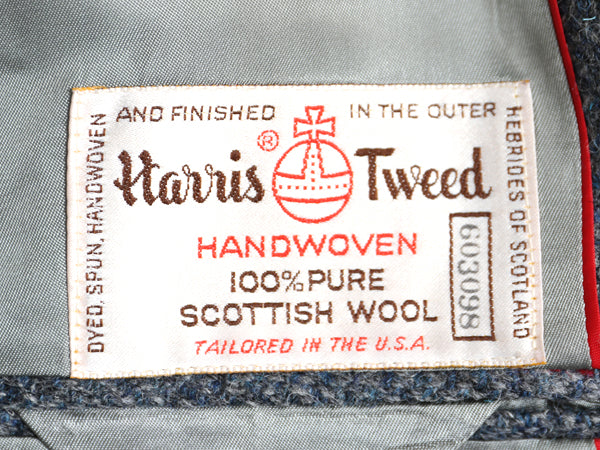 DYED, SPUN, HANDWOVEN
AND FINISHED
IN THE OUTER
HEBRIDES OF SCOTLAND
®
Harris Tweed
HANDWOVEN
100% PURE
SCOTTISH WOOL
603098
TAILORED IN THE U.S.A.